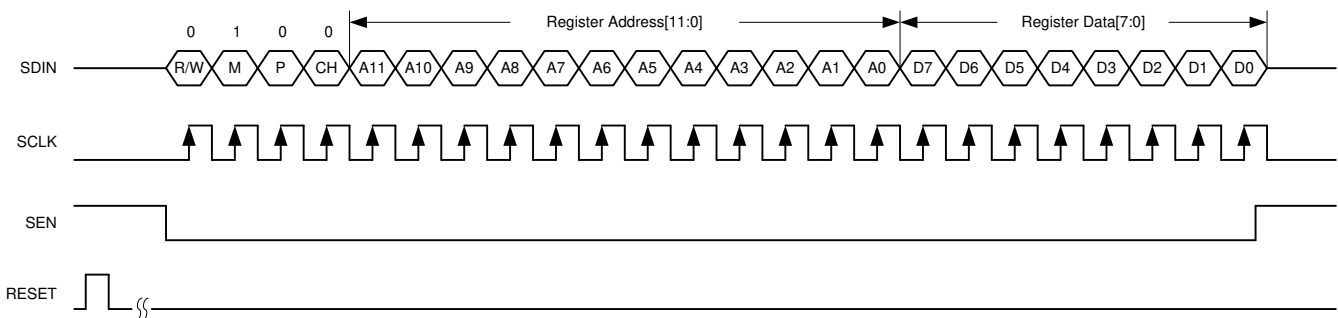 Register Address[11:0] Register Data[7:0]
0 1 0 0
SDIN R/W M P CH A11 A10 A9 A8 A7 A6 A5 A4 A3 A2 A1 A0 D7 D6 D5 D4 D3 D2 D1 D0
SCLK
SEN
RESET